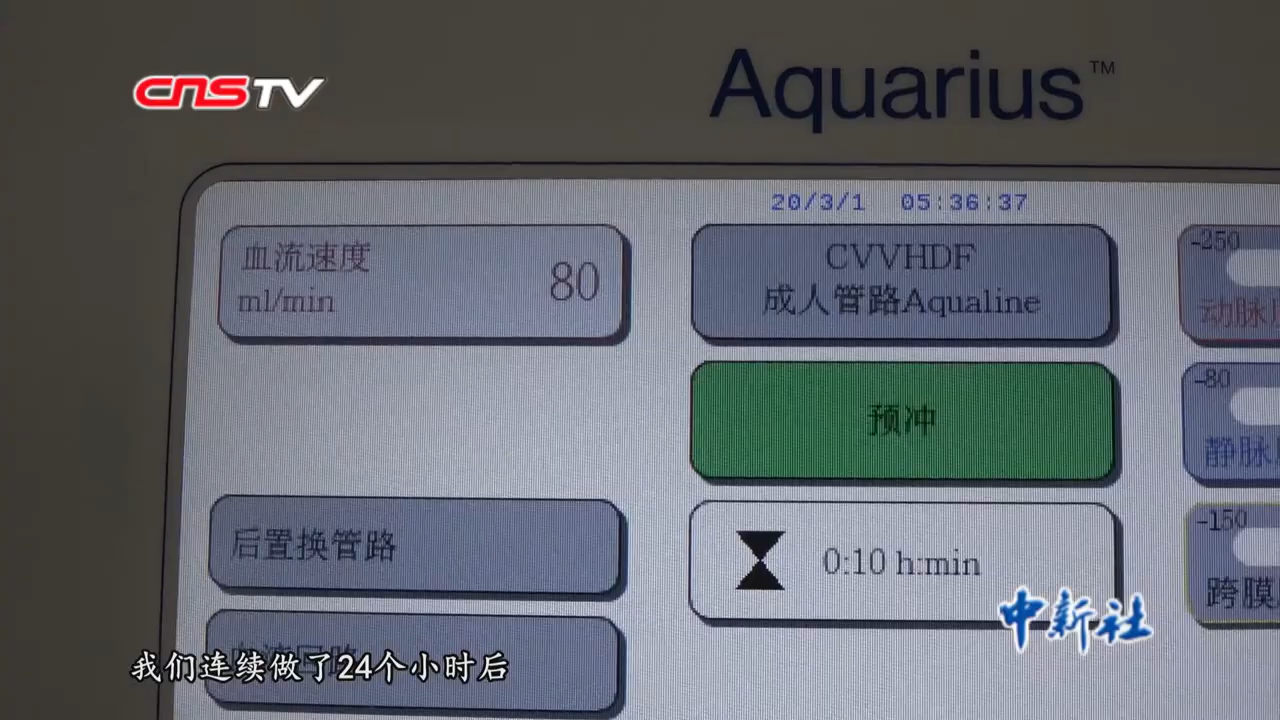 CNSTV
Aquarius™
20/3/1 05:36:37
血流速度
ml/min
80
CVVHDF
成人管路Aqualine
-250
动脉
预冲
-80
静脉
后置换管路
0:10 h:min
-150
跨膜
中新社
我们连续做了24个小时后